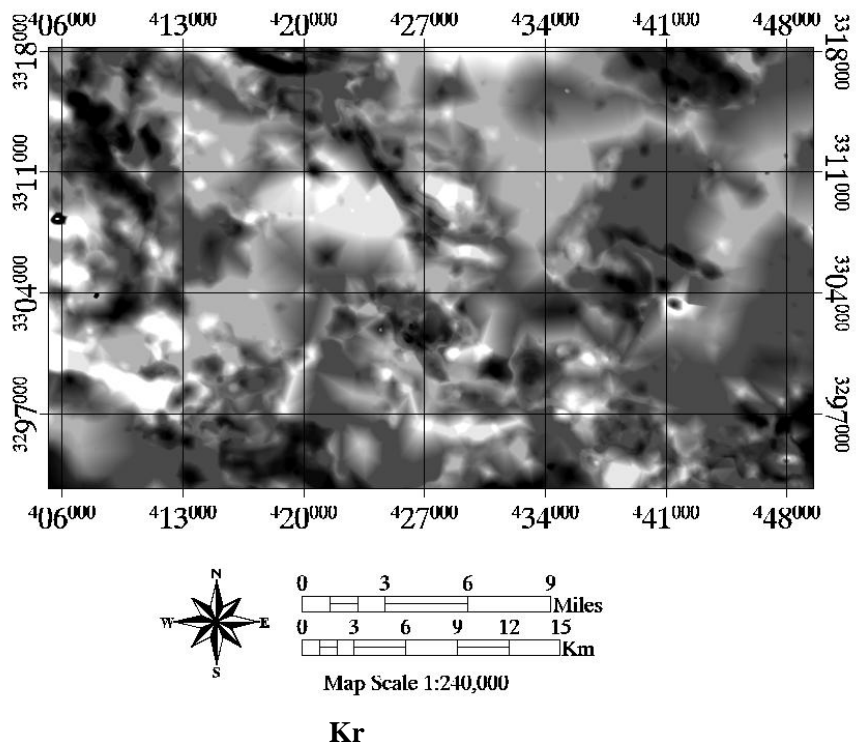 406000 413000 420000 427000 434000 441000 448000
3318000 3318000
3311000 3311000
3304000 3304000
3297000 3297000
406000 413000 420000 427000 434000 441000 448000
N
W E
S
0 3 6 9
Miles
0 3 6 9 12 15
Km
Map Scale 1:240,000
Kr